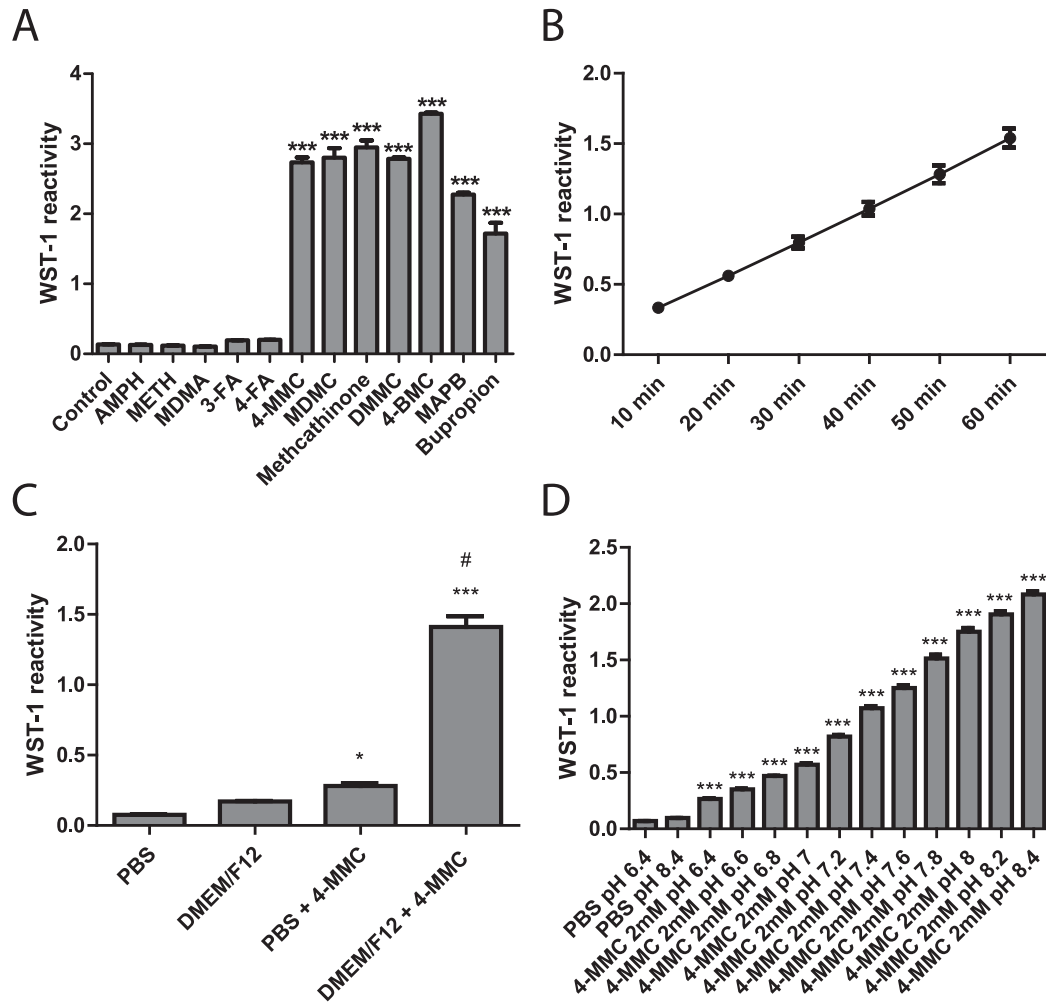 A
WST-1 reactivity
4
3
2
1
0
***
***
***
***
***
***
***
Control
AMPH
METH
MDMA
3-FA
4-FA
4-MMC
MDMC
Methcathinone
DMMC
4-BMC
MAPB
Bupropion
B
WST-1 reactivity
2.0
1.5
1.0
0.5
0.0
10 min
20 min
30 min
40 min
50 min
60 min
C
WST-1 reactivity
2.0
1.5
1.0
0.5
0.0
*
#
***
PBS
DMEM/F12
PBS + 4-MMC
DMEM/F12 + 4-MMC
D
WST-1 reactivity
2.5
2.0
1.5
1.0
0.5
0.0
***
***
***
***
***
***
***
***
***
***
***
PBS pH 6.4
PBS pH 8.4
4-MMC 2mM pH 6.4
4-MMC 2mM pH 6.6
4-MMC 2mM pH 6.8
4-MMC 2mM pH 7
4-MMC 2mM pH 7.2
4-MMC 2mM pH 7.4
4-MMC 2mM pH 7.6
4-MMC 2mM pH 7.8
4-MMC 2mM pH 8
4-MMC 2mM pH 8.2
4-MMC 2mM pH 8.4